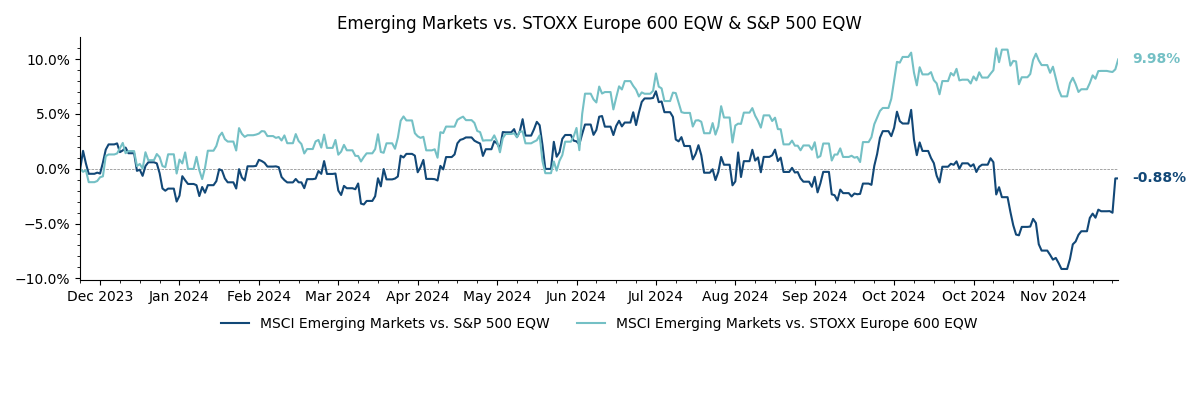 Emerging Markets vs. STOXX Europe 600 EQW & S&P 500 EQW
10.0%
5.0%
0.0%
−5.0%
−10.0%
9.98%
-0.88%
Dec 2023 Jan 2024 Feb 2024 Mar 2024 Apr 2024 May 2024 Jun 2024 Jul 2024 Aug 2024 Sep 2024 Oct 2024 Oct 2024 Nov 2024
MSCI Emerging Markets vs. S&P 500 EQW MSCI Emerging Markets vs. STOXX Europe 600 EQW